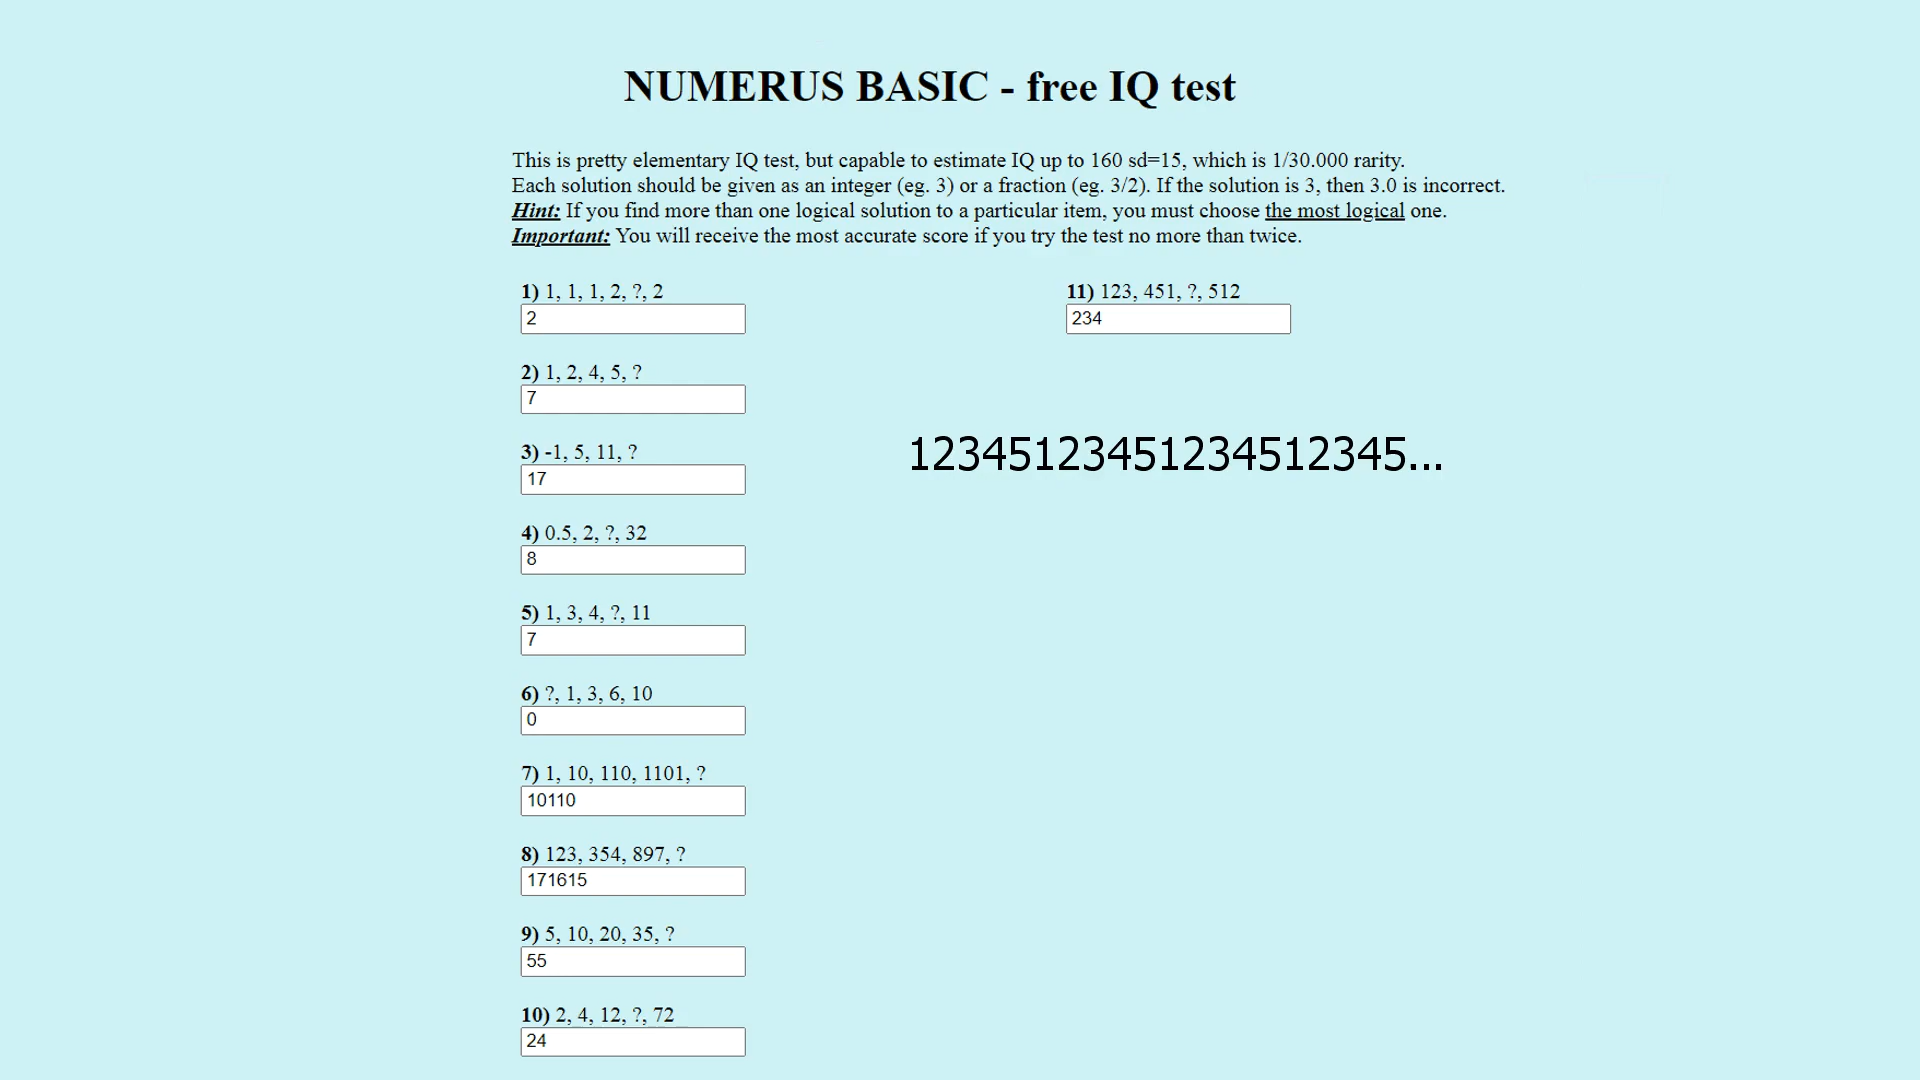 NUMERUS BASIC - free IQ test
This is pretty elementary IQ test, but capable to estimate IQ up to 160 sd=15, which is 1/30.000 rarity.
Each solution should be given as an integer (eg. 3) or a fraction (eg. 3/2). If the solution is 3, then 3.0 is incorrect.
Hint: If you find more than one logical solution to a particular item, you must choose the most logical one.
Important: You will receive the most accurate score if you try the test no more than twice.
1) 1, 1, 1, 2, ?, 2
2
2) 1, 2, 4, 5, ?
7
3) -1, 5, 11, ?
17
4) 0.5, 2, ?, 32
8
5) 1, 3, 4, ?, 11
7
6) ?, 1, 3, 6, 10
0
7) 1, 10, 110, 1101, ?
10110
8) 123, 354, 897, ?
171615
9) 5, 10, 20, 35, ?
55
10) 2, 4, 12, ?, 72
24
11) 123, 451, ?, 512
234
12345123451234512345...